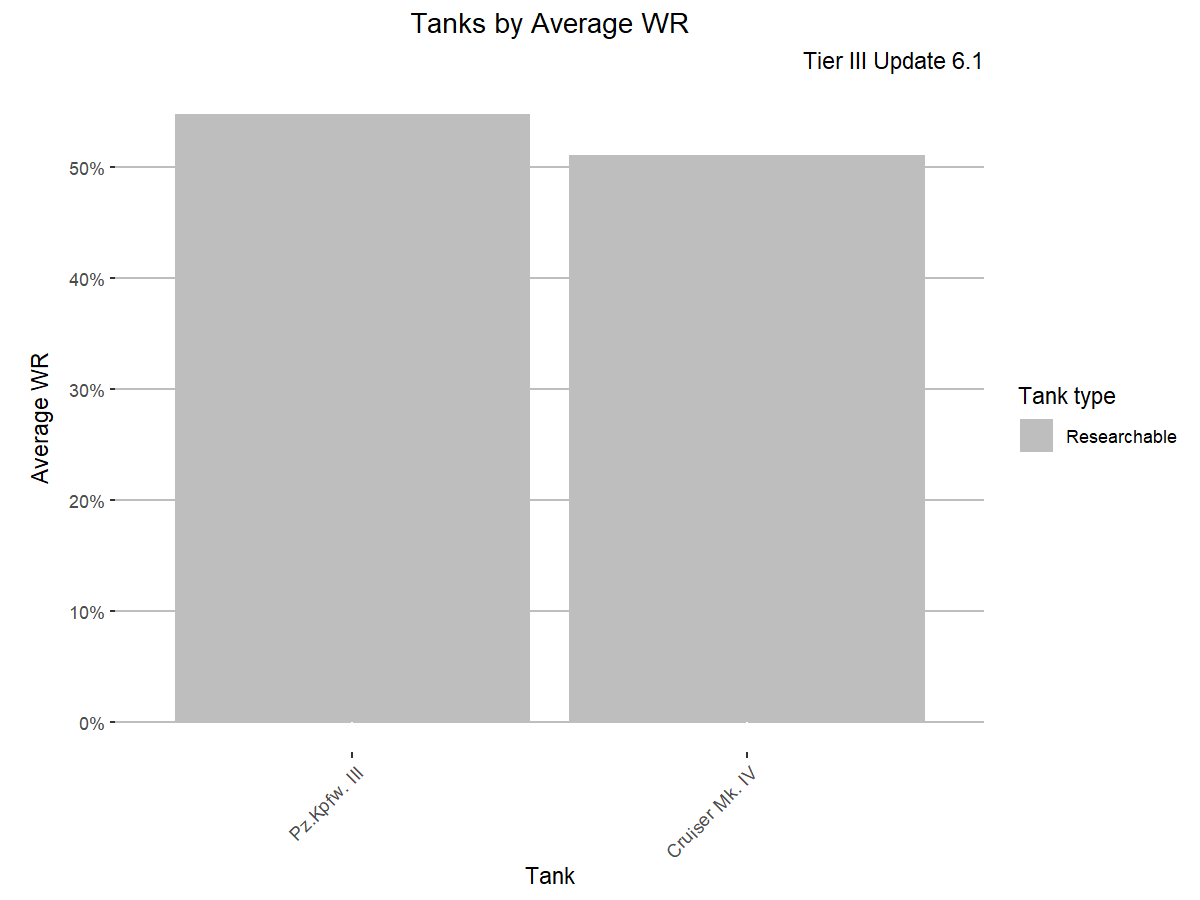 Tanks by Average WR
Tier III Update 6.1
Average WR
50%
40%
30%
20%
10%
0%
Pz.Kpfw. III
Cruiser Mk. IV
Tank
Tank type
Researchable